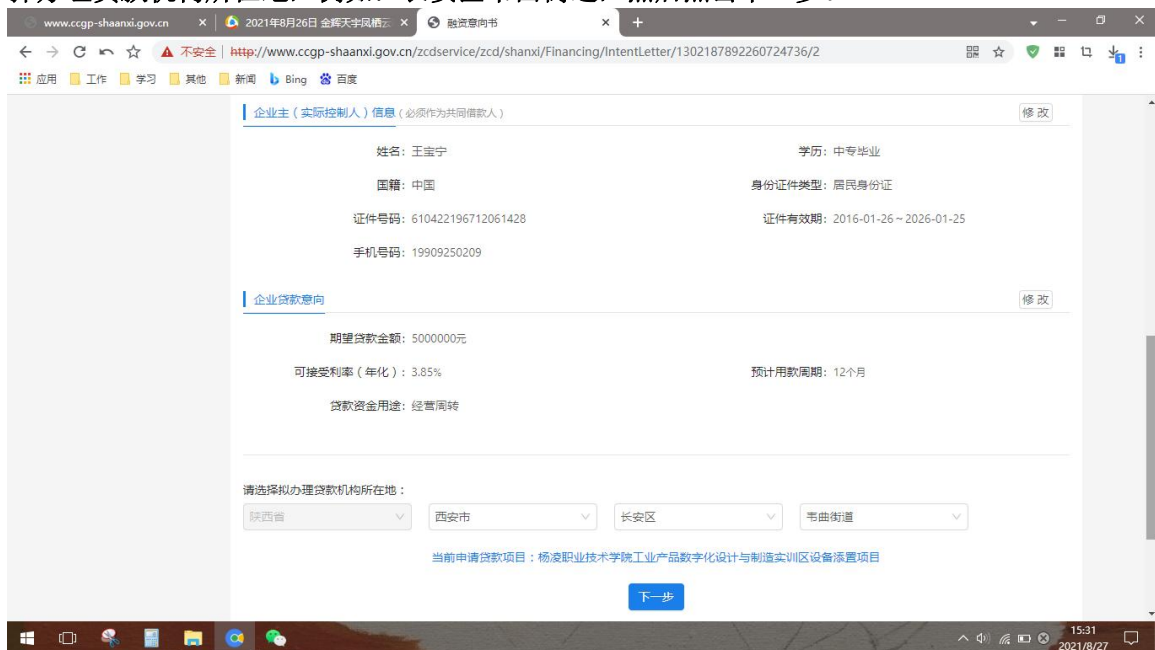 www.ccgp-shaanxi.gov.cn
2021年8月26日 金辉天宇凤栖云
融资意向书
不安全 http://www.ccgp-shaanxi.gov.cn/zcdservice/zcd/shanxi/Financing/IntentLetter/1302187892260724736/2
应用 工作 学习 其他 新闻 Bing 百度
企业主(实际控制人)信息(必须作为共同借款人) 修改
姓名:王宝宁 学历:中专毕业
国籍:中国 身份证件类型:居民身份证
证件号码:610422196712061428 证件有效期:2016-01-26~2026-01-25
手机号码:19909250209
企业贷款意向 修改
期望贷款金额:5000000元
可接受利率(年化):3.85% 预计用款周期:12个月
贷款资金用途:经营周转
请选择拟办理贷款机构所在地:
陕西省 西安市 长安区 韦曲街道
当前申请贷款项目:杨凌职业技术学院工业产品数字化设计与制造实训区设备添置项目
下一步
15:31
2021/8/27